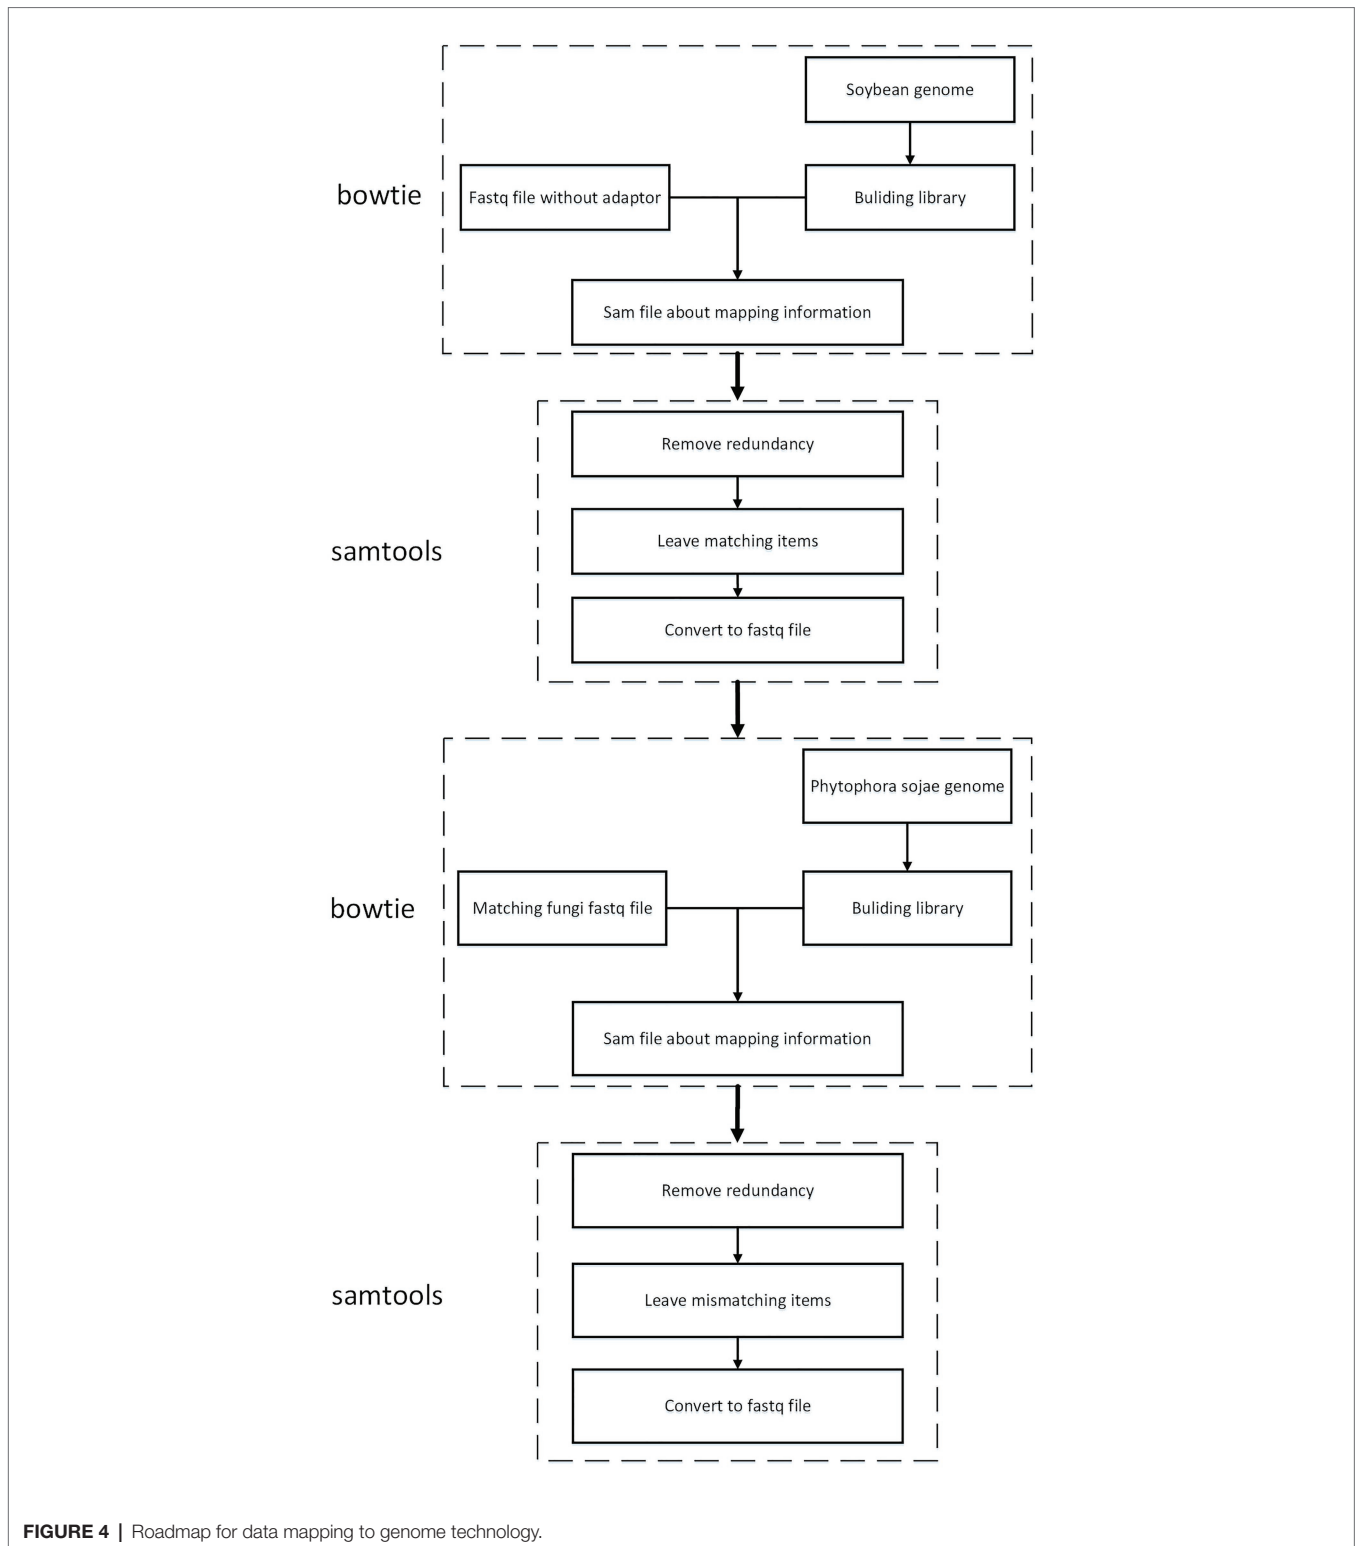 Soybean genome
bowtie
Fastq file without adaptor
Buliding library
Sam file about mapping information
Remove redundancy
samtools
Leave matching items
Convert to fastq file
Phytophora sojae genome
bowtie
Matching fungi fastq file
Buliding library
Sam file about mapping information
Remove redundancy
samtools
Leave mismatching items
Convert to fastq file
FIGURE 4 | Roadmap for data mapping to genome technology.